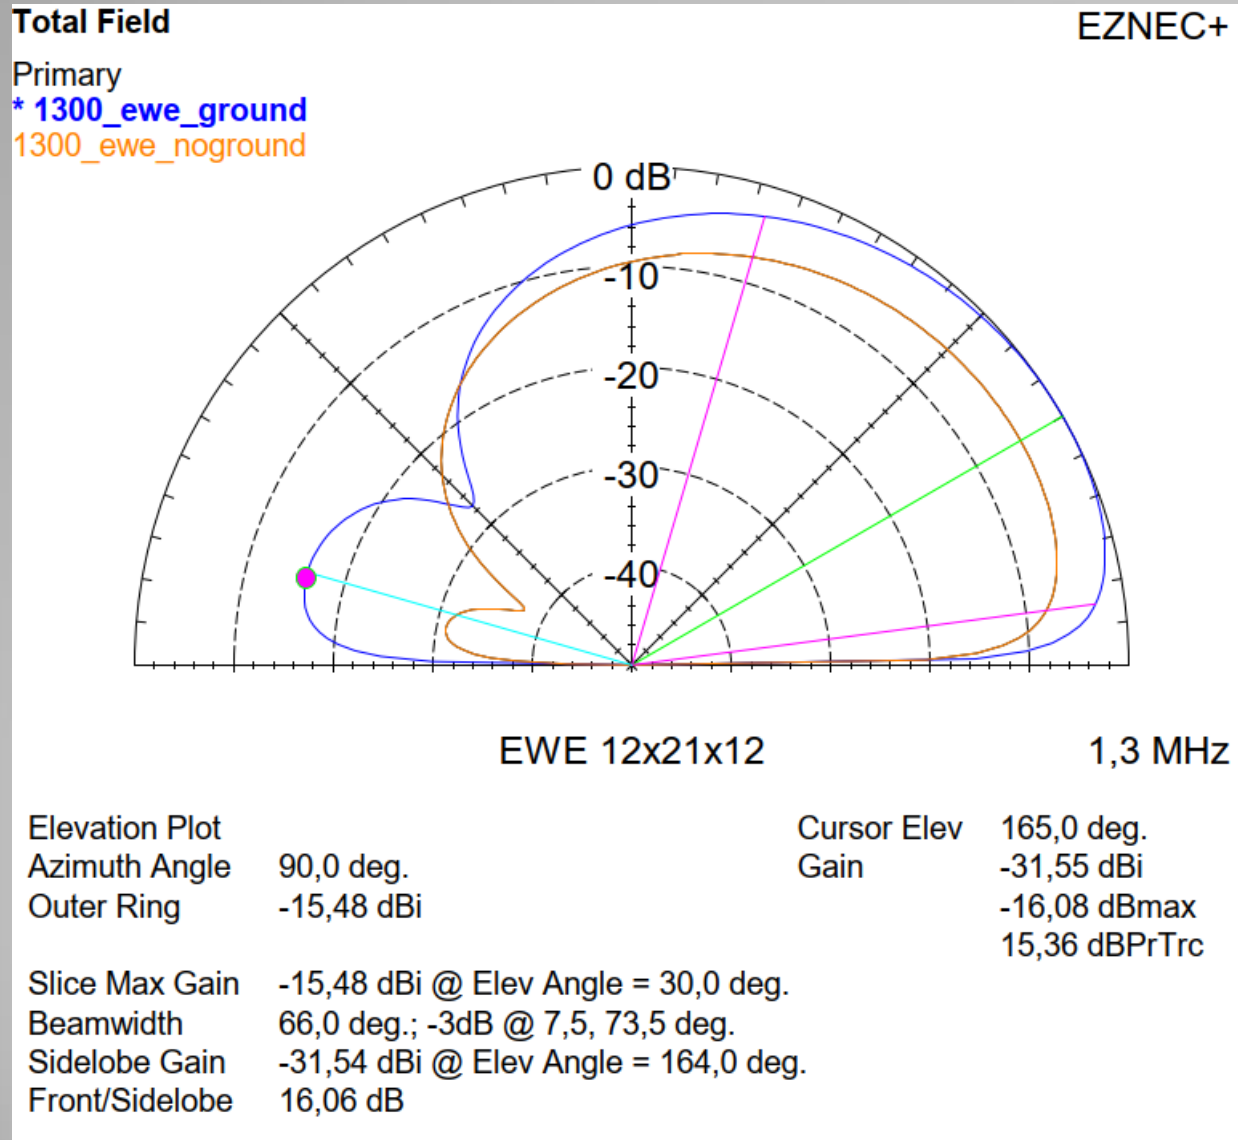 Total Field
EZNEC+
Primary
* 1300_ewe_ground
1300_ewe_noground
0 dB
-10
-20
-30
-40
EWE 12x21x12
1,3 MHz
Elevation Plot
Cursor Elev 165,0 deg.
Azimuth Angle 90,0 deg.
Gain -31,55 dBi
Outer Ring -15,48 dBi
-16,08 dBmax
15,36 dBPrTrc
Slice Max Gain -15,48 dBi @ Elev Angle = 30,0 deg.
Beamwidth 66,0 deg.; -3dB @ 7,5, 73,5 deg.
Sidelobe Gain -31,54 dBi @ Elev Angle = 164,0 deg.
Front/Sidelobe 16,06 dB